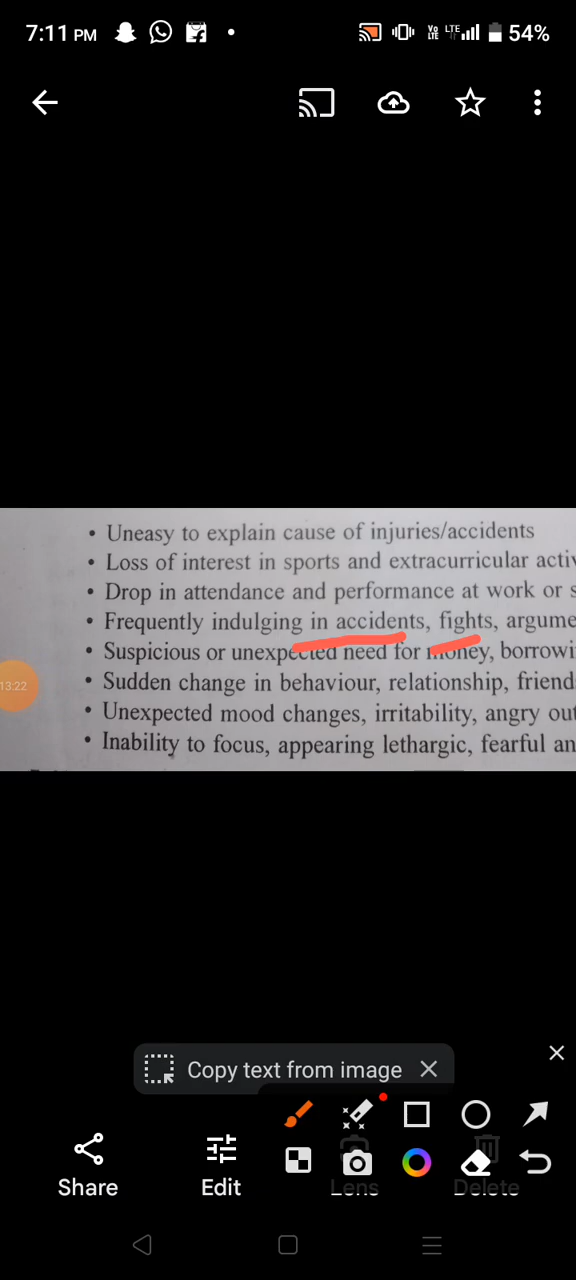 7:11 PM
Vo LTE LTE 54%
• Uneasy to explain cause of injuries/accidents
• Loss of interest in sports and extracurricular activ
• Drop in attendance and performance at work or s
• Frequently indulging in accidents, fights, argume
• Suspicious or unexpected need for money, borrowi
13:22
• Sudden change in behaviour, relationship, friend
• Unexpected mood changes, irritability, angry out
• Inability to focus, appearing lethargic, fearful an
Copy text from image
Share Edit Lens Delete